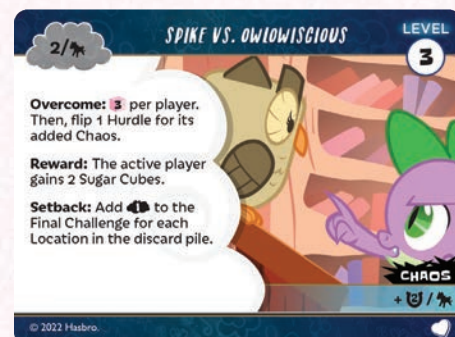 SPIKE VS. OWLOWISCIOUS
LEVEL
3
2/
Overcome: 3 per player.
Then, flip 1 Hurdle for its
added Chaos.
Reward: The active player
gains 2 Sugar Cubes.
Setback: Add 1 to the
Final Challenge for each
Location in the discard pile.
CHAOS
+ 2 /
© 2022 Hasbro.